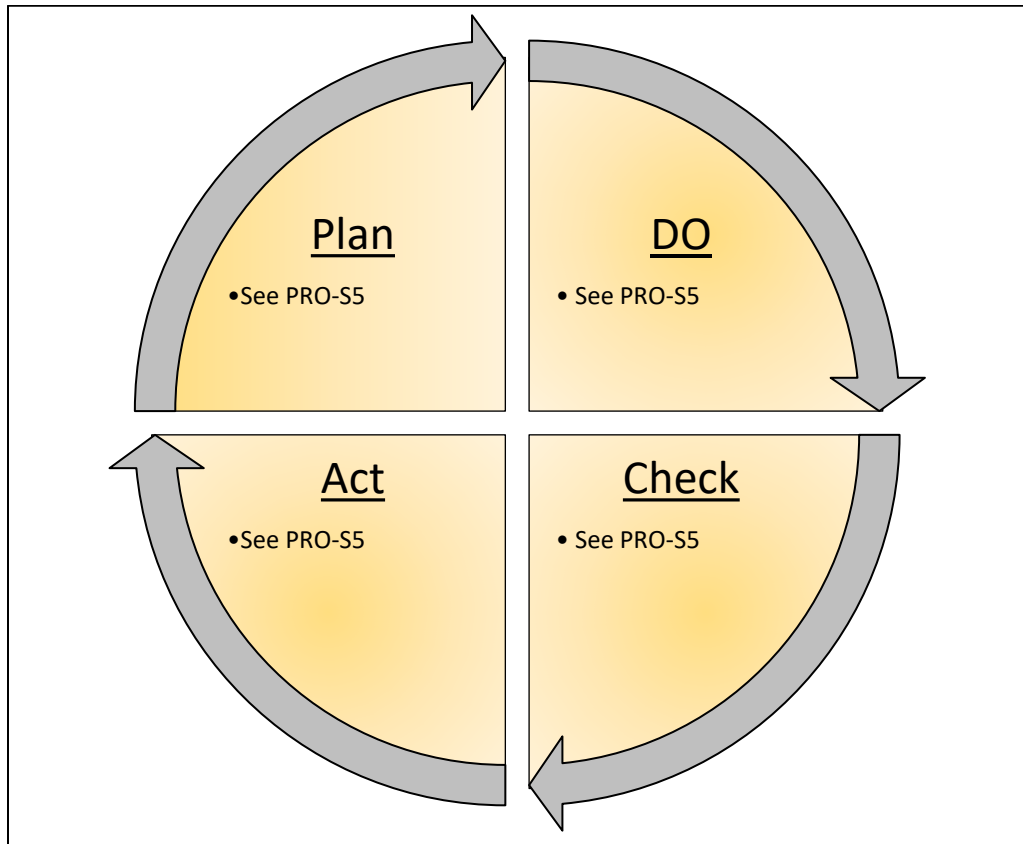 Plan
•See PRO-S5
DO
• See PRO-S5
Act
•See PRO-S5
Check
• See PRO-S5